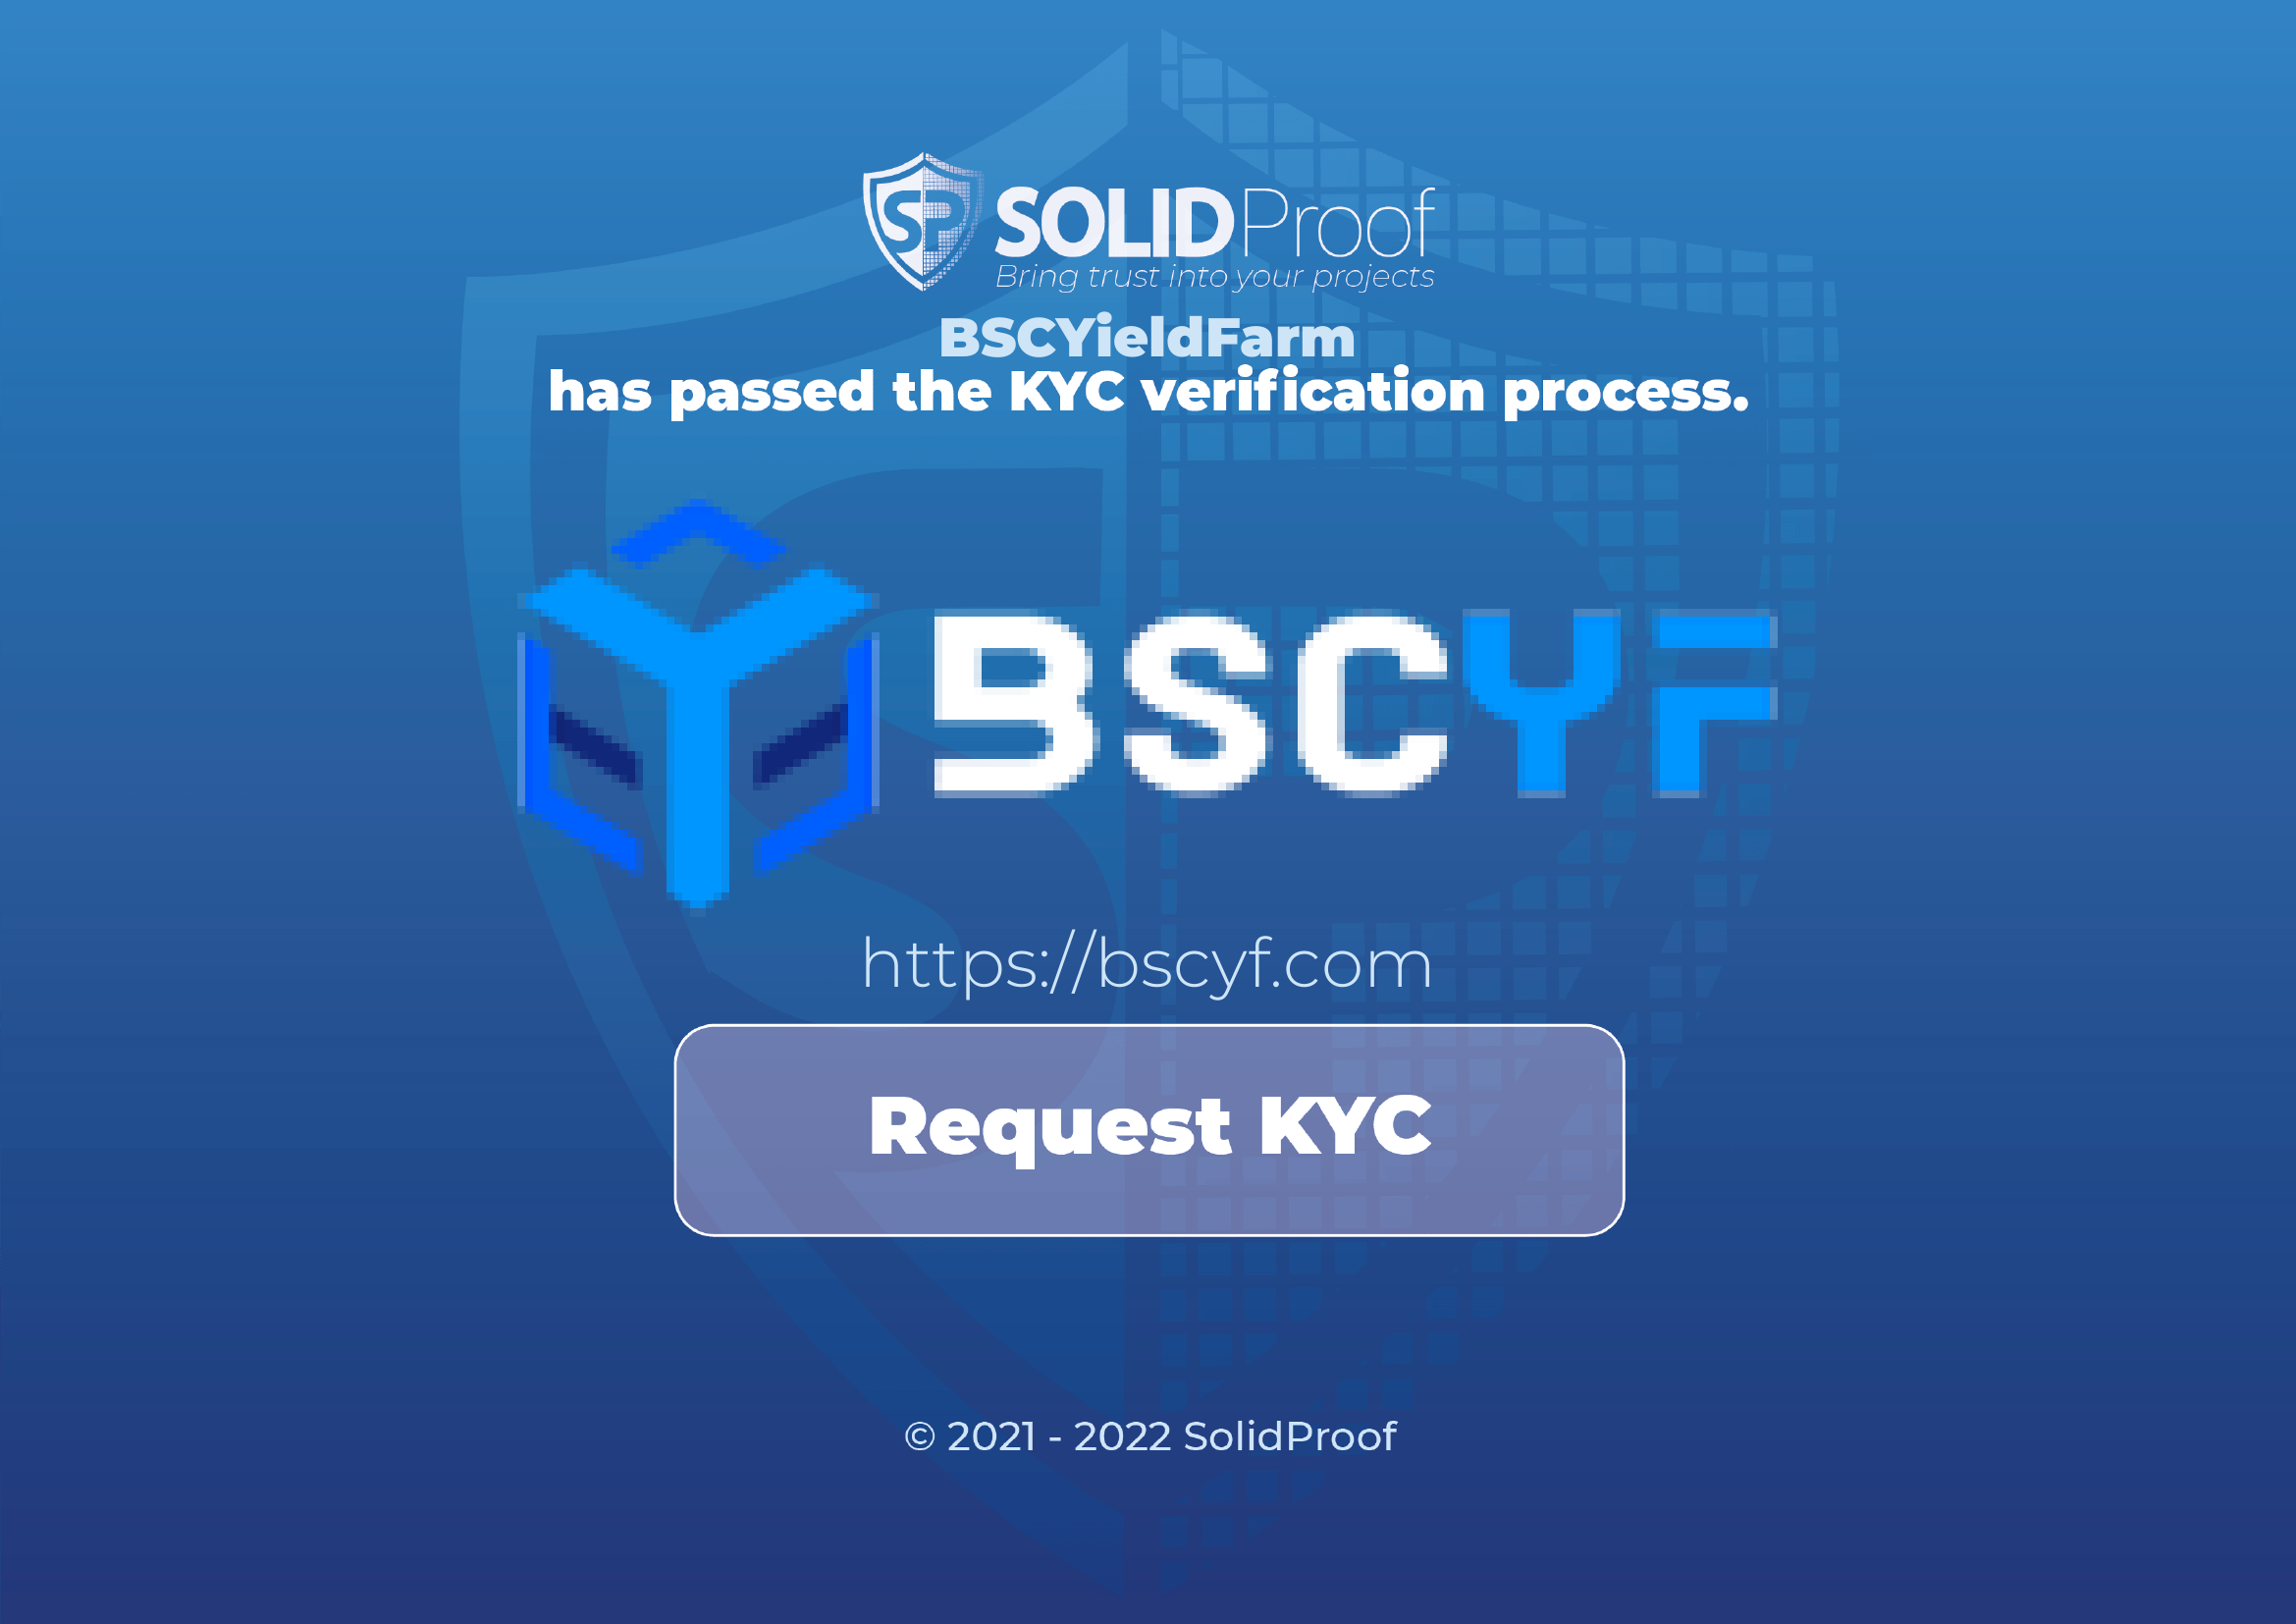 SP SOLIDProof
Bring trust into your projects
BSCYieldFarm
has passed the KYC verification process.
BSCYF
https://bscyf.com
Request KYC
© 2021 - 2022 SolidProof